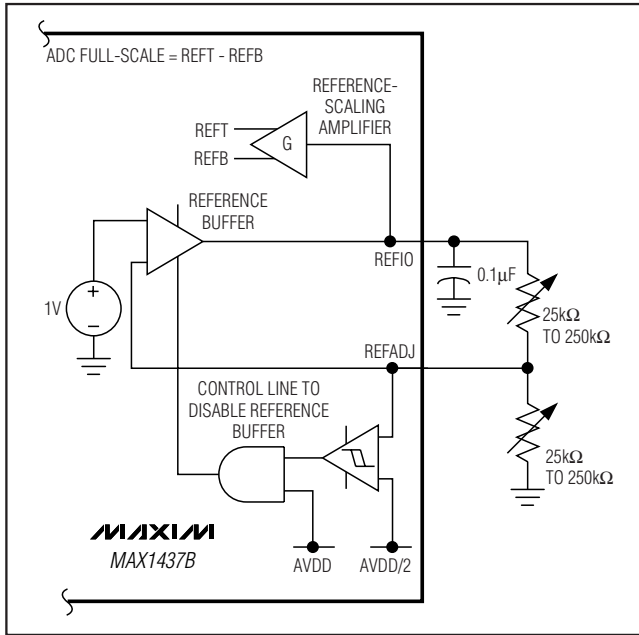 ADC FULL-SCALE = REFT - REFB
REFERENCE-
SCALING
AMPLIFIER
REFT
REFB
G
REFERENCE
BUFFER
REFIO
0.1µF
1V
+
−
25kΩ
TO 250kΩ
REFADJ
CONTROL LINE TO
DISABLE REFERENCE
BUFFER
25kΩ
TO 250kΩ
MAXIM
MAX1437B
AVDD
AVDD/2